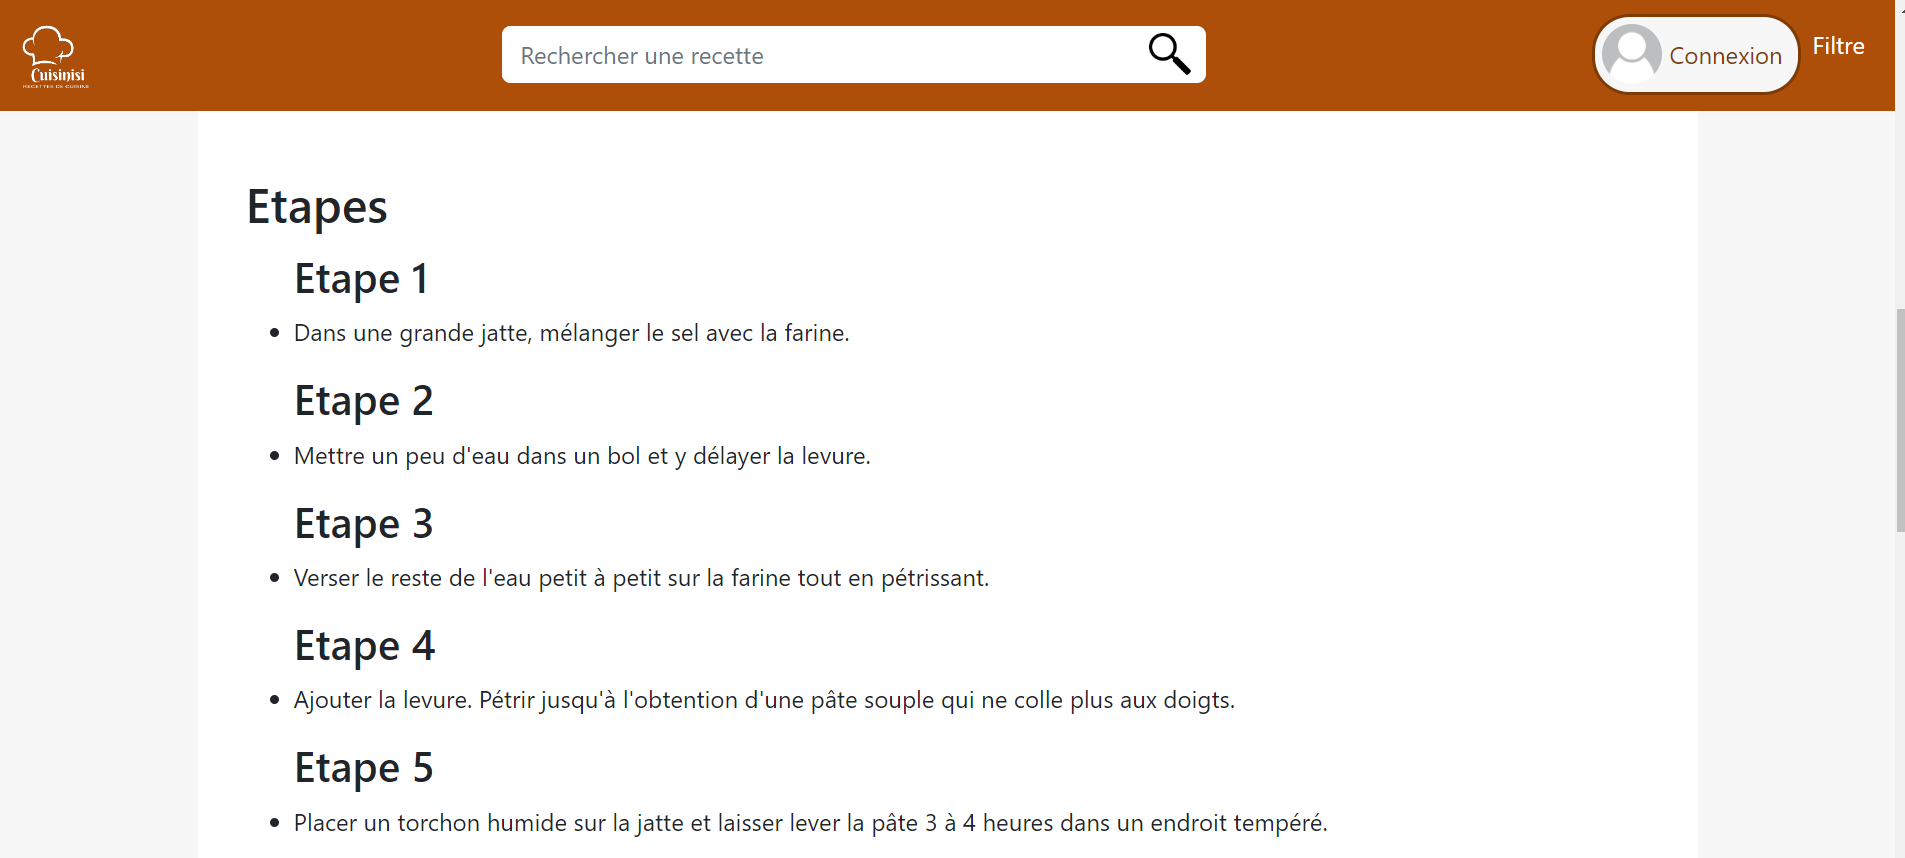 Cuisinisi
RECETTES DE CUISINE
Rechercher une recette
Connexion
Filtre
Etapes
Etape 1
Dans une grande jatte, mélanger le sel avec la farine.
Etape 2
Mettre un peu d'eau dans un bol et y délayer la levure.
Etape 3
Verser le reste de l'eau petit à petit sur la farine tout en pétrissant.
Etape 4
Ajouter la levure. Pétrir jusqu'à l'obtention d'une pâte souple qui ne colle plus aux doigts.
Etape 5
Placer un torchon humide sur la jatte et laisser lever la pâte 3 à 4 heures dans un endroit tempéré.